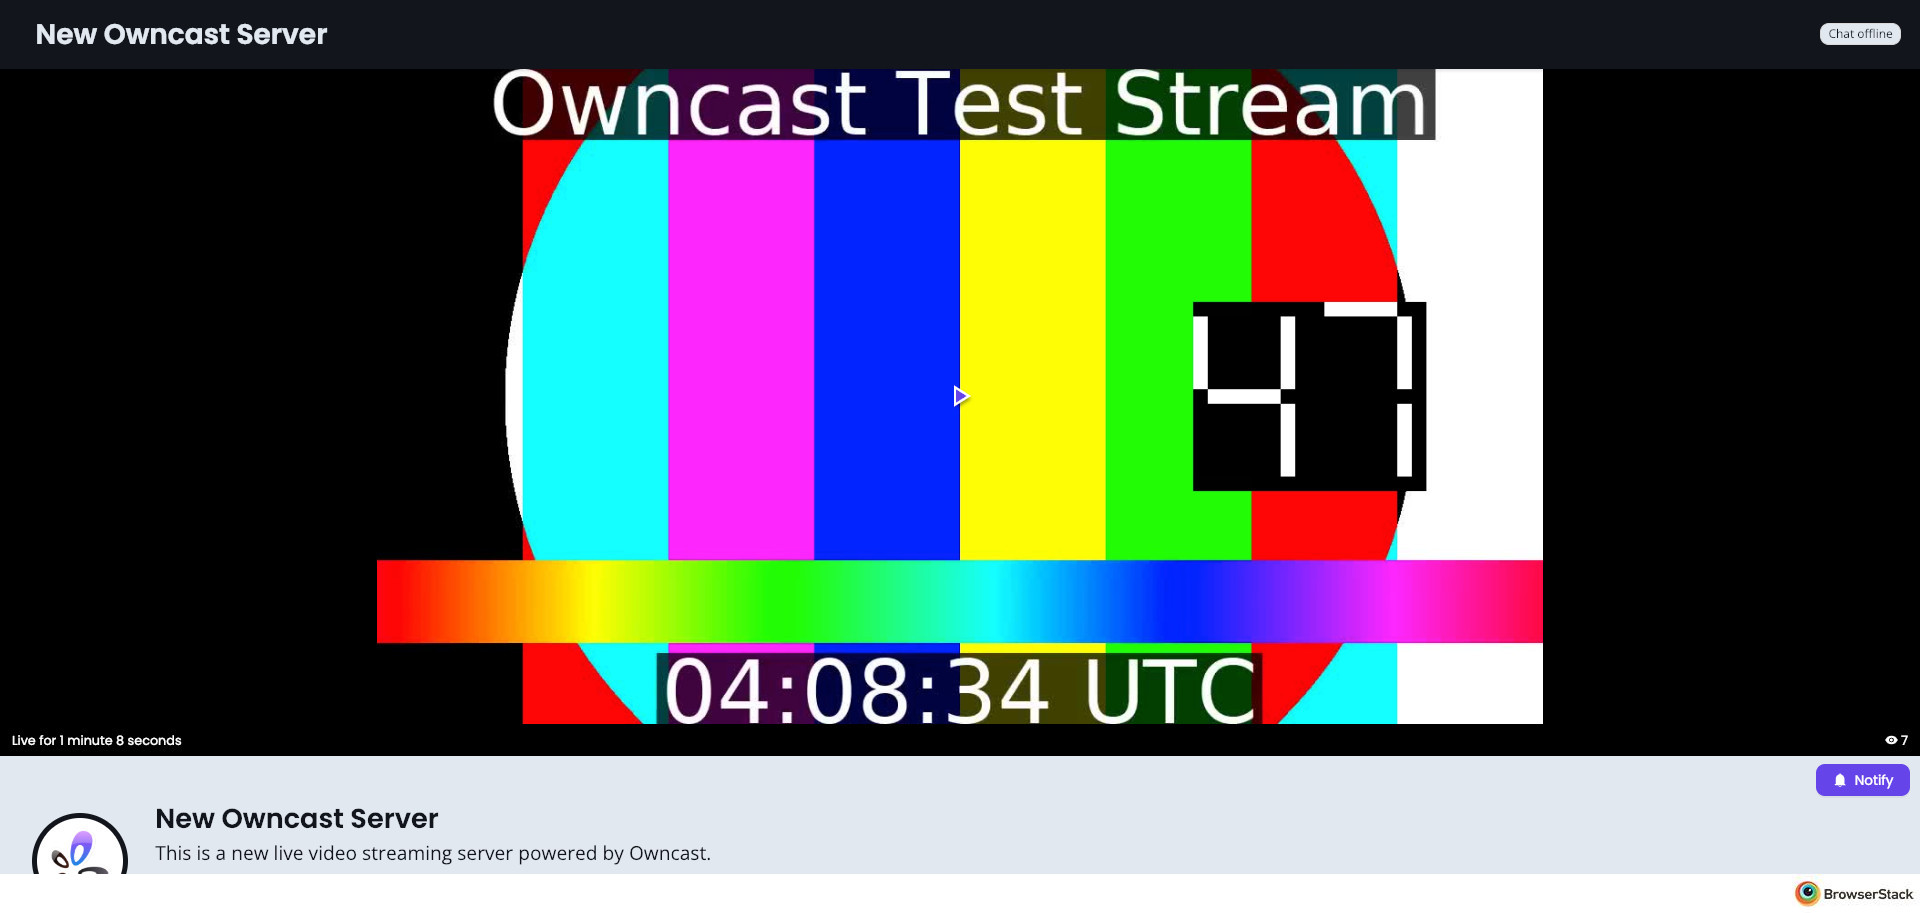 New Owncast Server
Chat offline
Owncast Test Stream
47
04:08:34 UTC
Live for 1 minute 8 seconds
7
Notify
New Owncast Server
This is a new live video streaming server powered by Owncast.
BrowserStack